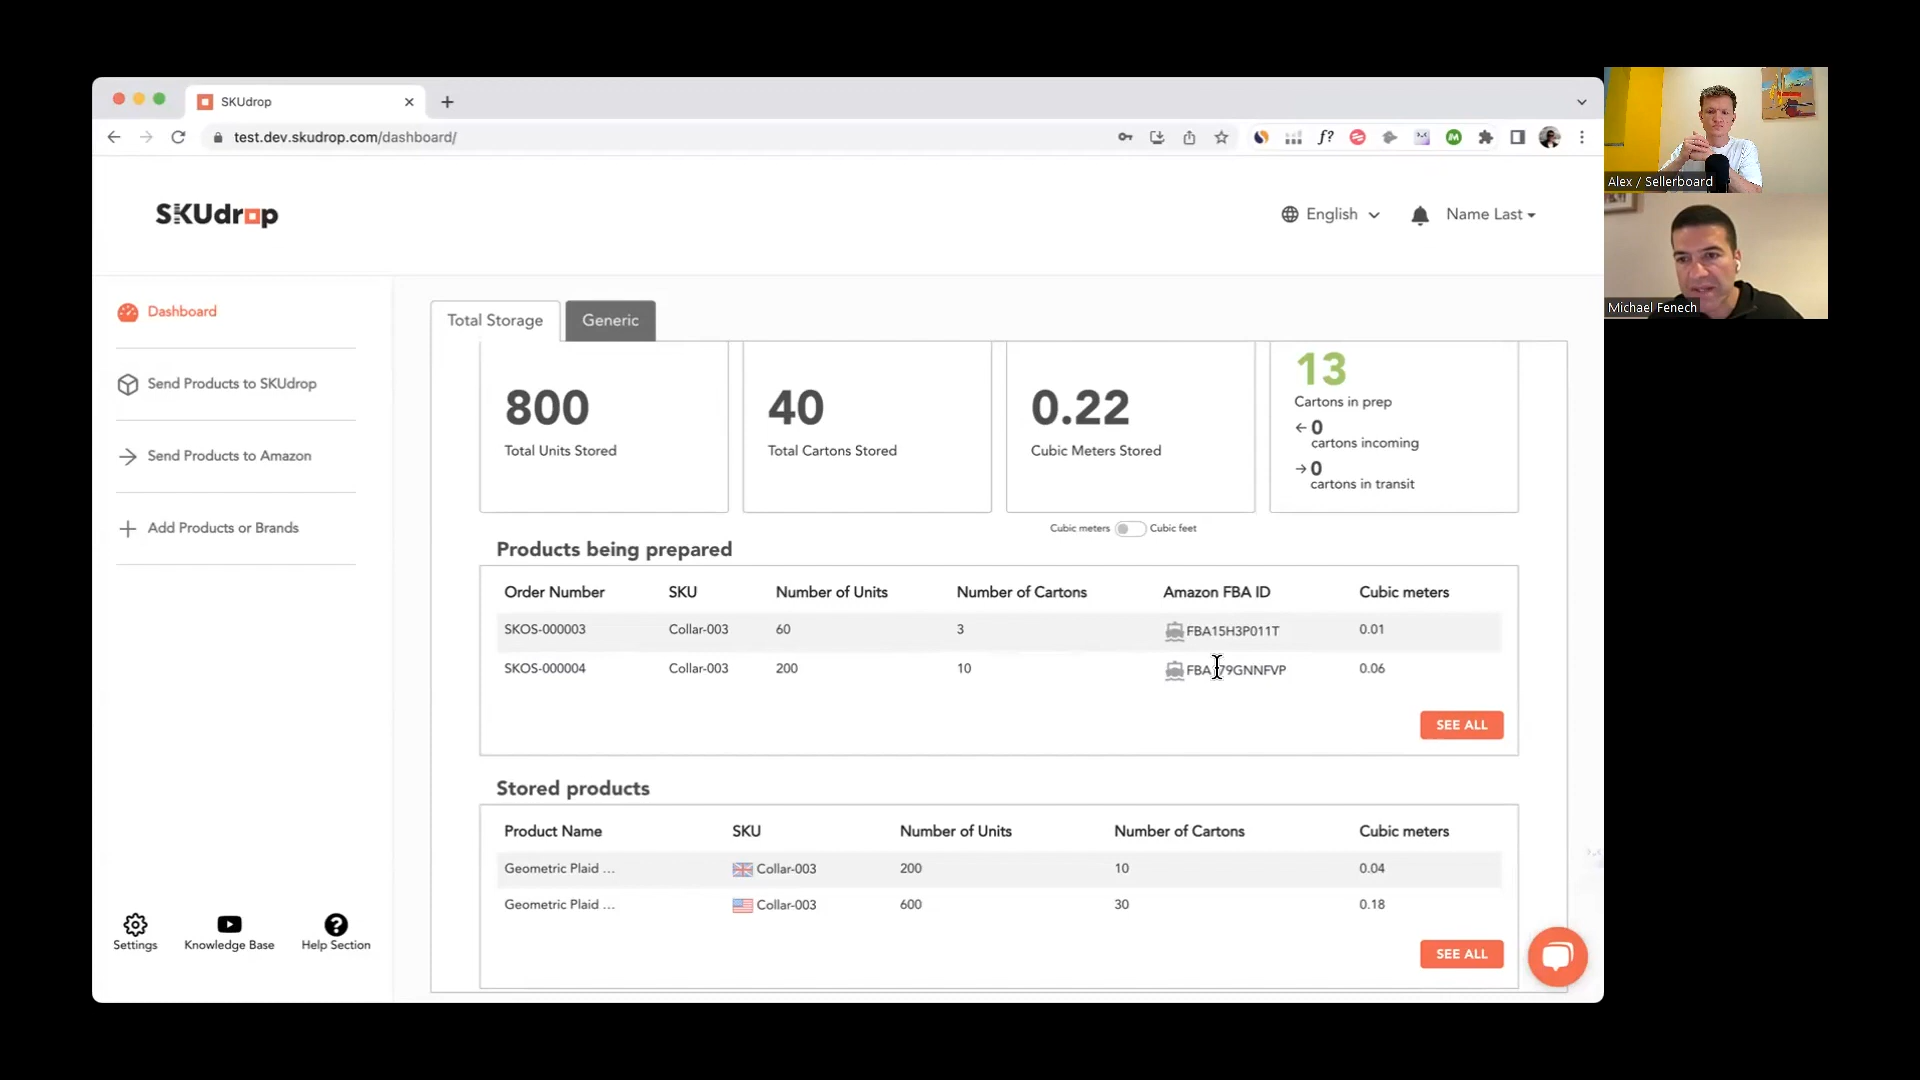 SKUdrop
test.dev.skudrop.com/dashboard/
f?
Alex / Sellerboard
Michael Fenech
SKUdrop
English
Name Last
Dashboard
Send Products to SKUdrop
Send Products to Amazon
Add Products or Brands
Settings
Knowledge Base
Help Section
Total Storage
Generic
800
Total Units Stored
40
Total Cartons Stored
0.22
Cubic Meters Stored
13
Cartons in prep
← 0
cartons incoming
→ 0
cartons in transit
Cubic meters Cubic feet
Products being prepared
Order Number SKU Number of Units Number of Cartons Amazon FBA ID Cubic meters
SKOS-000003 Collar-003 60 3 FBA15H3P011T 0.01
SKOS-000004 Collar-003 200 10 0.06
SEE ALL
Stored products
Product Name SKU Number of Units Number of Cartons Cubic meters
Geometric Plaid ... Collar-003 200 10 0.04
Geometric Plaid ... Collar-003 600 30 0.18
SEE ALL